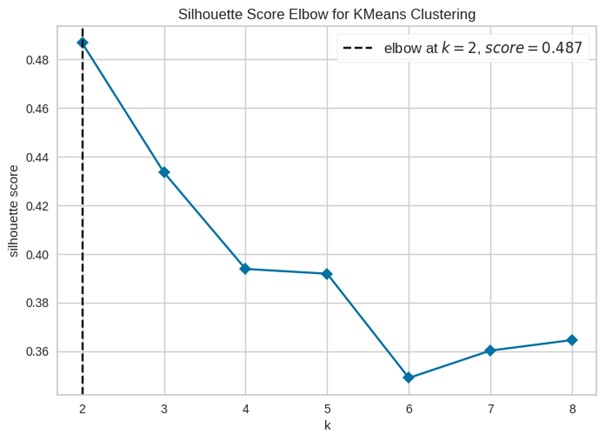 Silhouette Score Elbow for KMeans Clustering
elbow at k = 2, score = 0.487
silhouette score
0.48
0.46
0.44
0.42
0.40
0.38
0.36
2 3 4 5 6 7 8
k